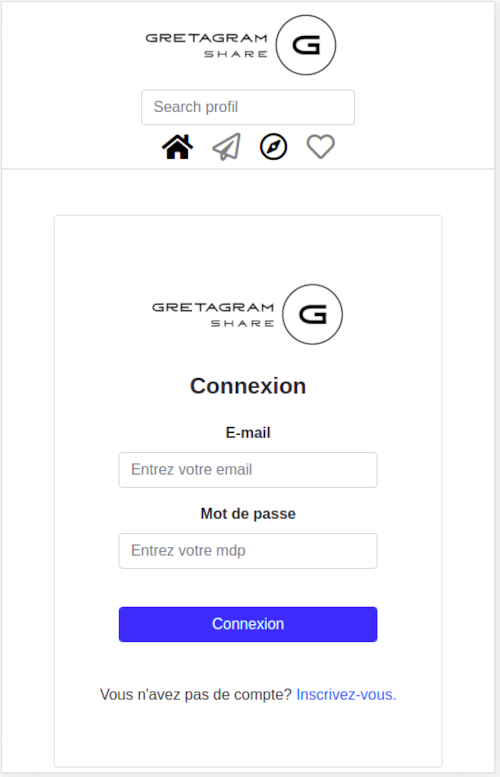 GRETAGRAM
SHARE
G
Search profil
GRETAGRAM
SHARE
G
Connexion
E-mail
Entrez votre email
Mot de passe
Entrez votre mdp
Connexion
Vous n'avez pas de compte? Inscrivez-vous.